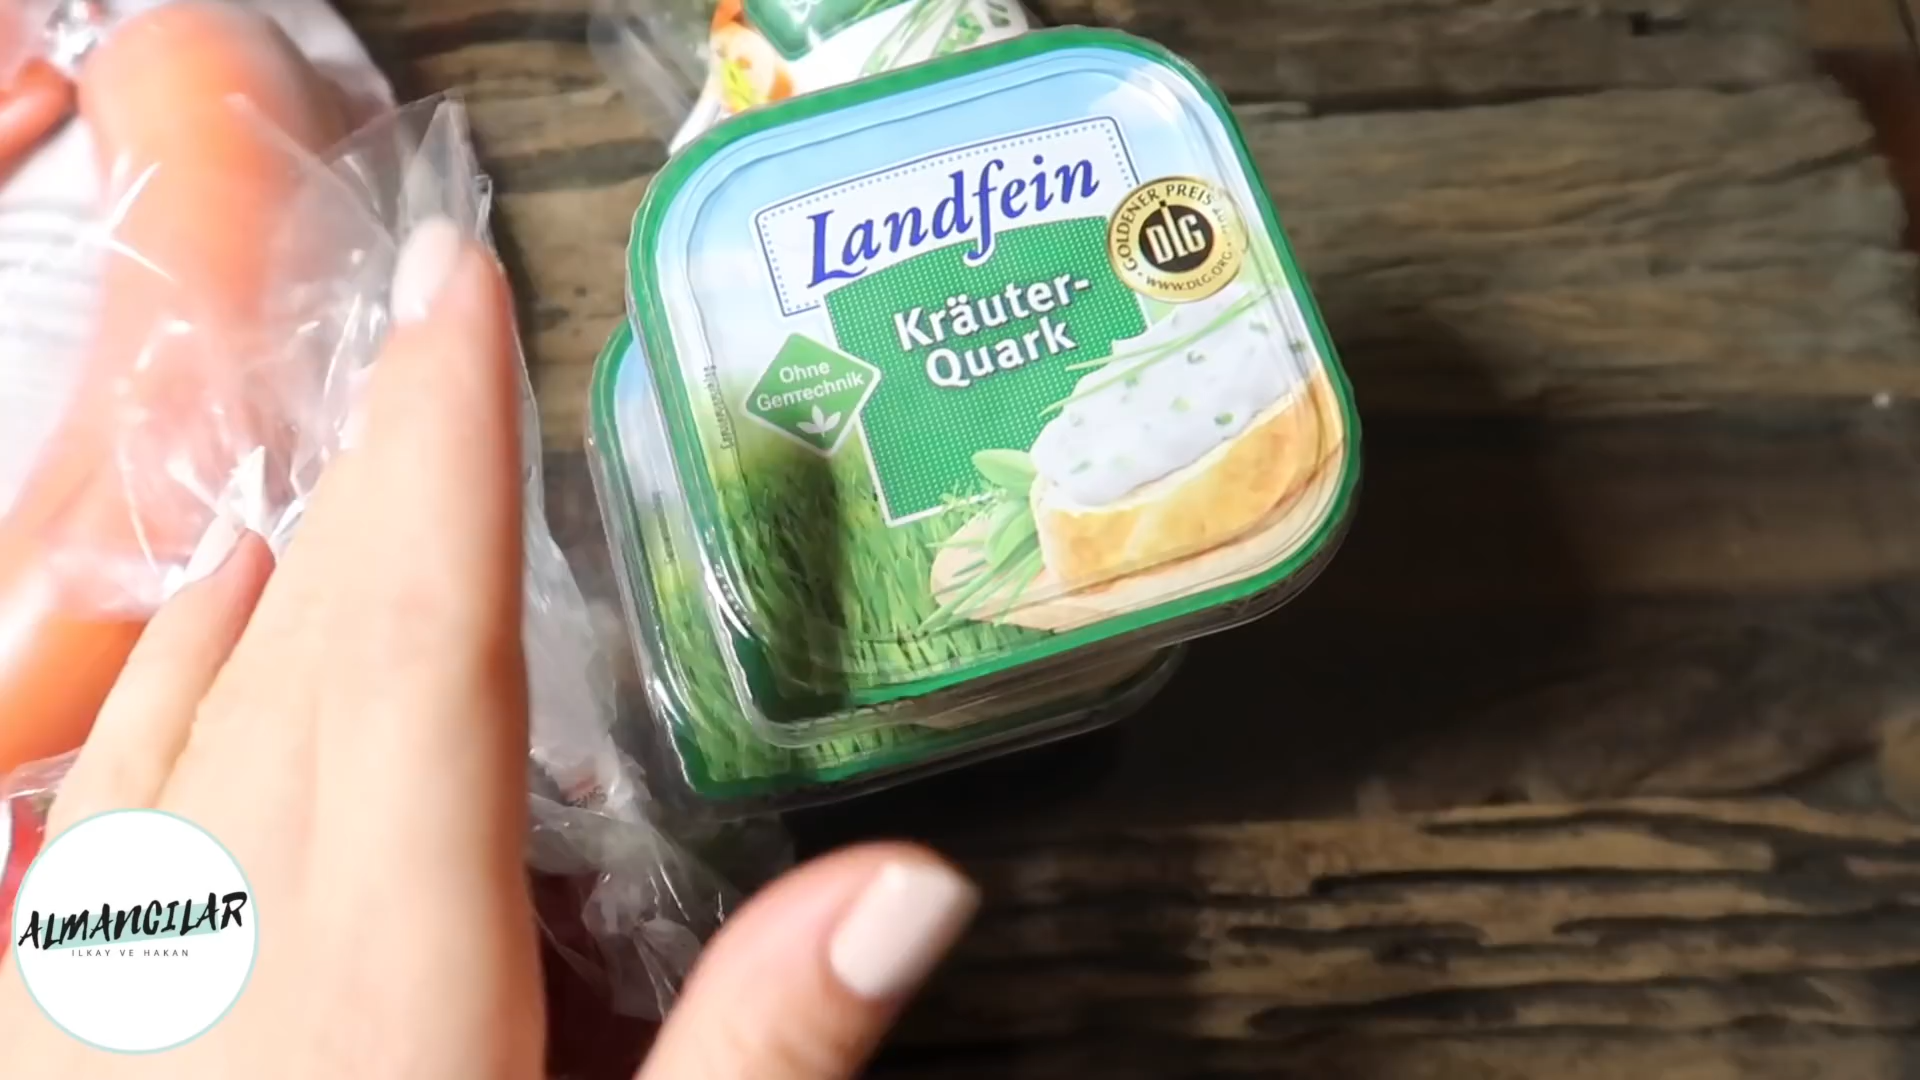 Landfein
GOLDENER PREIS
DLG
WWW.DLG.ORG
Kräuter-
Quark
Ohne
Gentechnik
ALMANCILAR
ILKAY VE HAKAN